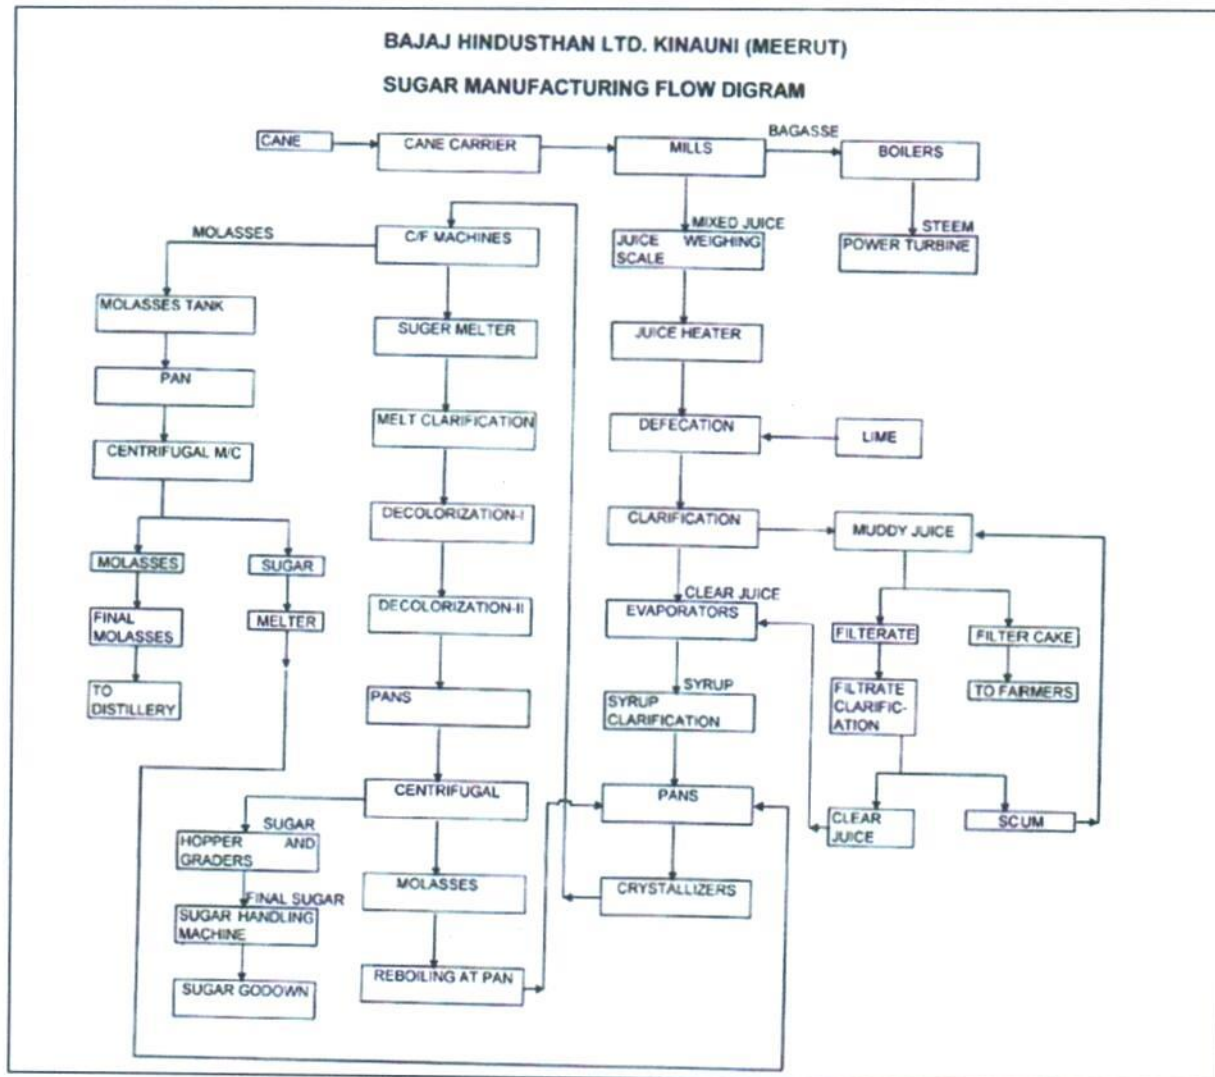 BAJAJ HINDUSTHAN LTD. KINAUNI (MEERUT)
SUGAR MANUFACTURING FLOW DIGRAM
CANE
CANE CARRIER
MILLS
BAGASSE
BOILERS
MIXED JUICE
STEEM
MOLASSES
C/F MACHINES
JUICE WEIGHING
SCALE
POWER TURBINE
MOLASSES TANK
SUGER MELTER
JUICE HEATER
PAN
MELT CLARIFICATION
DEFECATION
LIME
CENTRIFUGAL M/C
DECOLORIZATION-I
CLARIFICATION
MUDDY JUICE
MOLASSES
SUGAR
CLEAR JUICE
DECOLORIZATION-II
EVAPORATORS
FINAL
MOLASSES
MELTER
FILTERATE
FILTER CAKE
SYRUP
TO
DISTILLERY
PANS
SYRUP
CLARIFICATION
FILTRATE
CLARIFIC-
ATION
TO FARMERS
CENTRIFUGAL
PANS
CLEAR
JUICE
SCUM
SUGAR
HOPPER AND
GRADERS
MOLASSES
CRYSTALLIZERS
FINAL SUGAR
SUGAR HANDLING
MACHINE
REBOILING AT PAN
SUGAR GODOWN